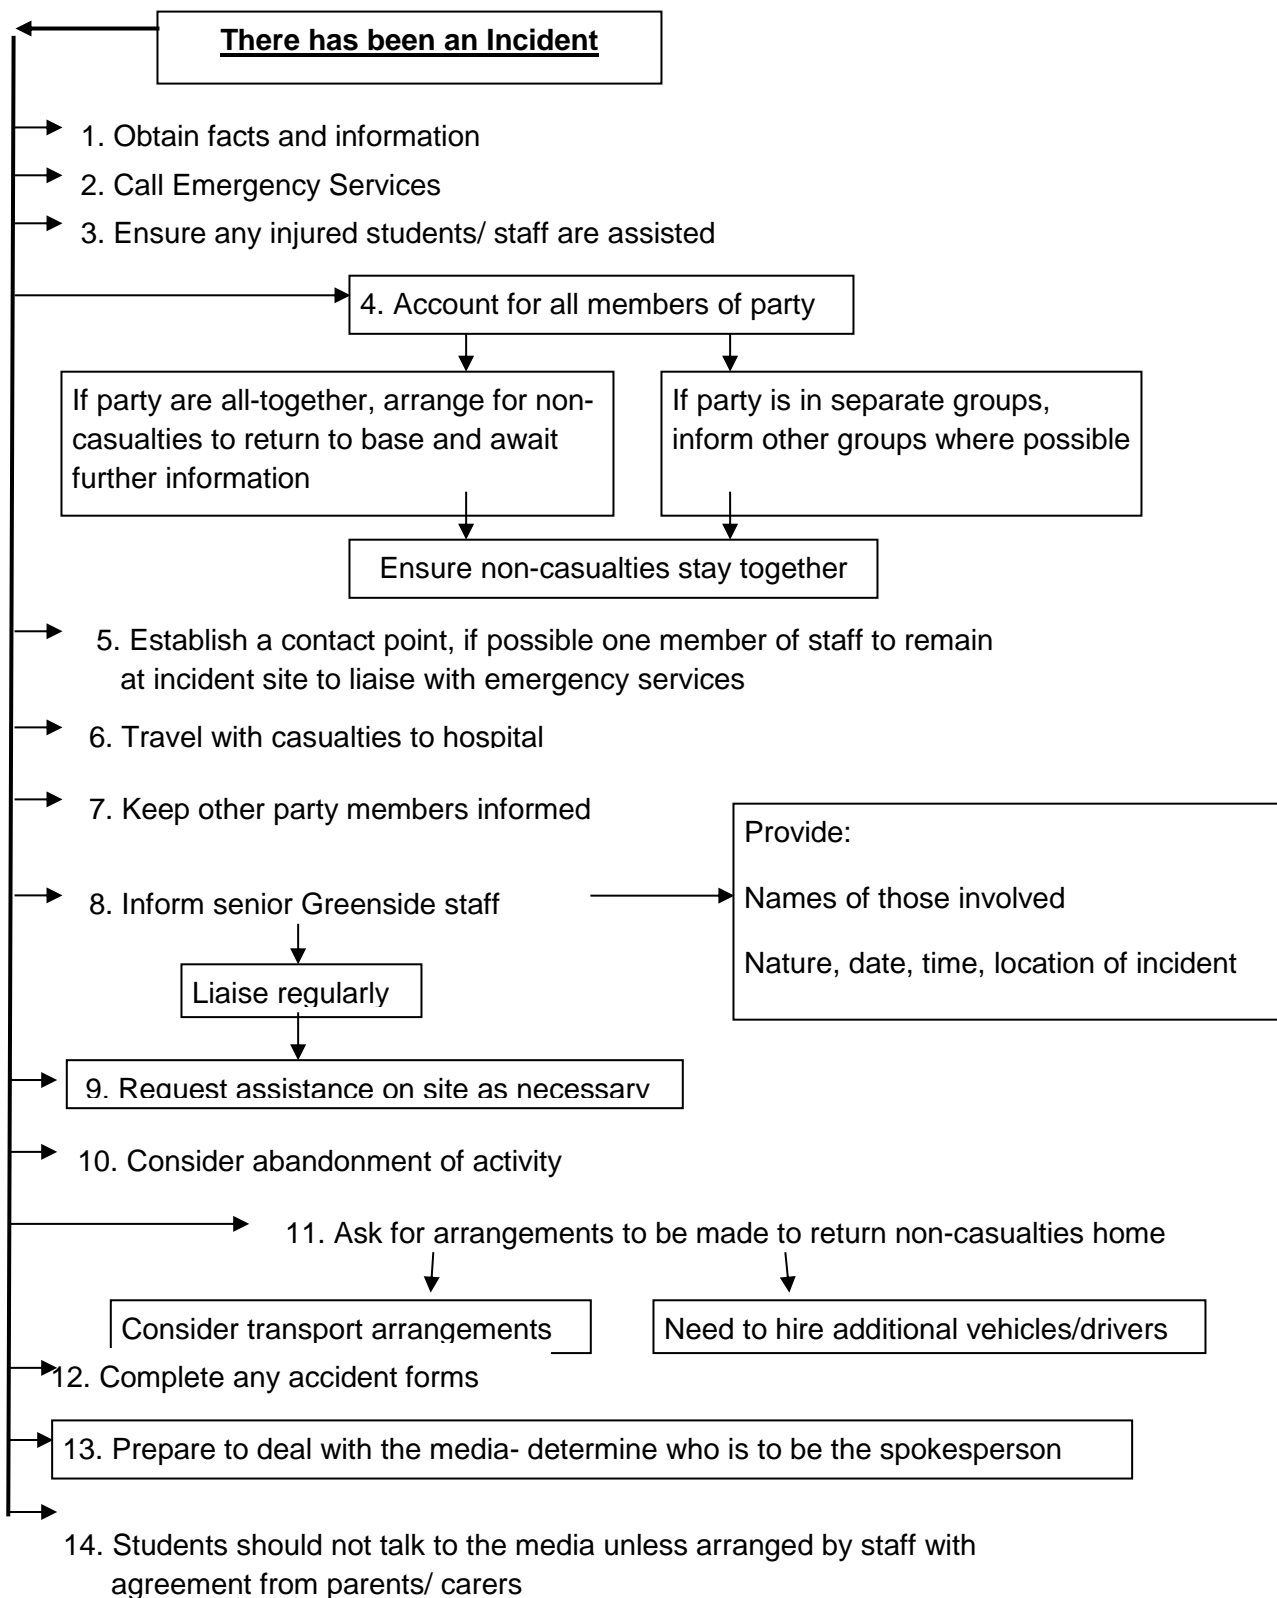 There has been an Incident
1. Obtain facts and information
2. Call Emergency Services
3. Ensure any injured students/ staff are assisted
4. Account for all members of party
If party are all-together, arrange for non-
casualties to return to base and await
further information
If party is in separate groups,
inform other groups where possible
Ensure non-casualties stay together
5. Establish a contact point, if possible one member of staff to remain
at incident site to liaise with emergency services
6. Travel with casualties to hospital
7. Keep other party members informed
8. Inform senior Greenside staff
Provide:
Names of those involved
Nature, date, time, location of incident
Liaise regularly
9. Request assistance on site as necessary
10. Consider abandonment of activity
11. Ask for arrangements to be made to return non-casualties home
Consider transport arrangements
Need to hire additional vehicles/drivers
12. Complete any accident forms
13. Prepare to deal with the media- determine who is to be the spokesperson
14. Students should not talk to the media unless arranged by staff with
agreement from parents/ carers